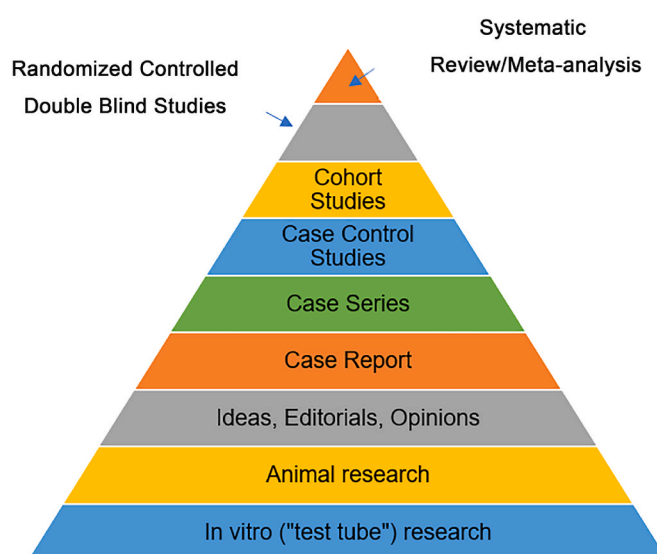 Systematic
Review/Meta-analysis
Randomized Controlled
Double Blind Studies
Cohort
Studies
Case Control
Studies
Case Series
Case Report
Ideas, Editorials, Opinions
Animal research
In vitro ("test tube") research